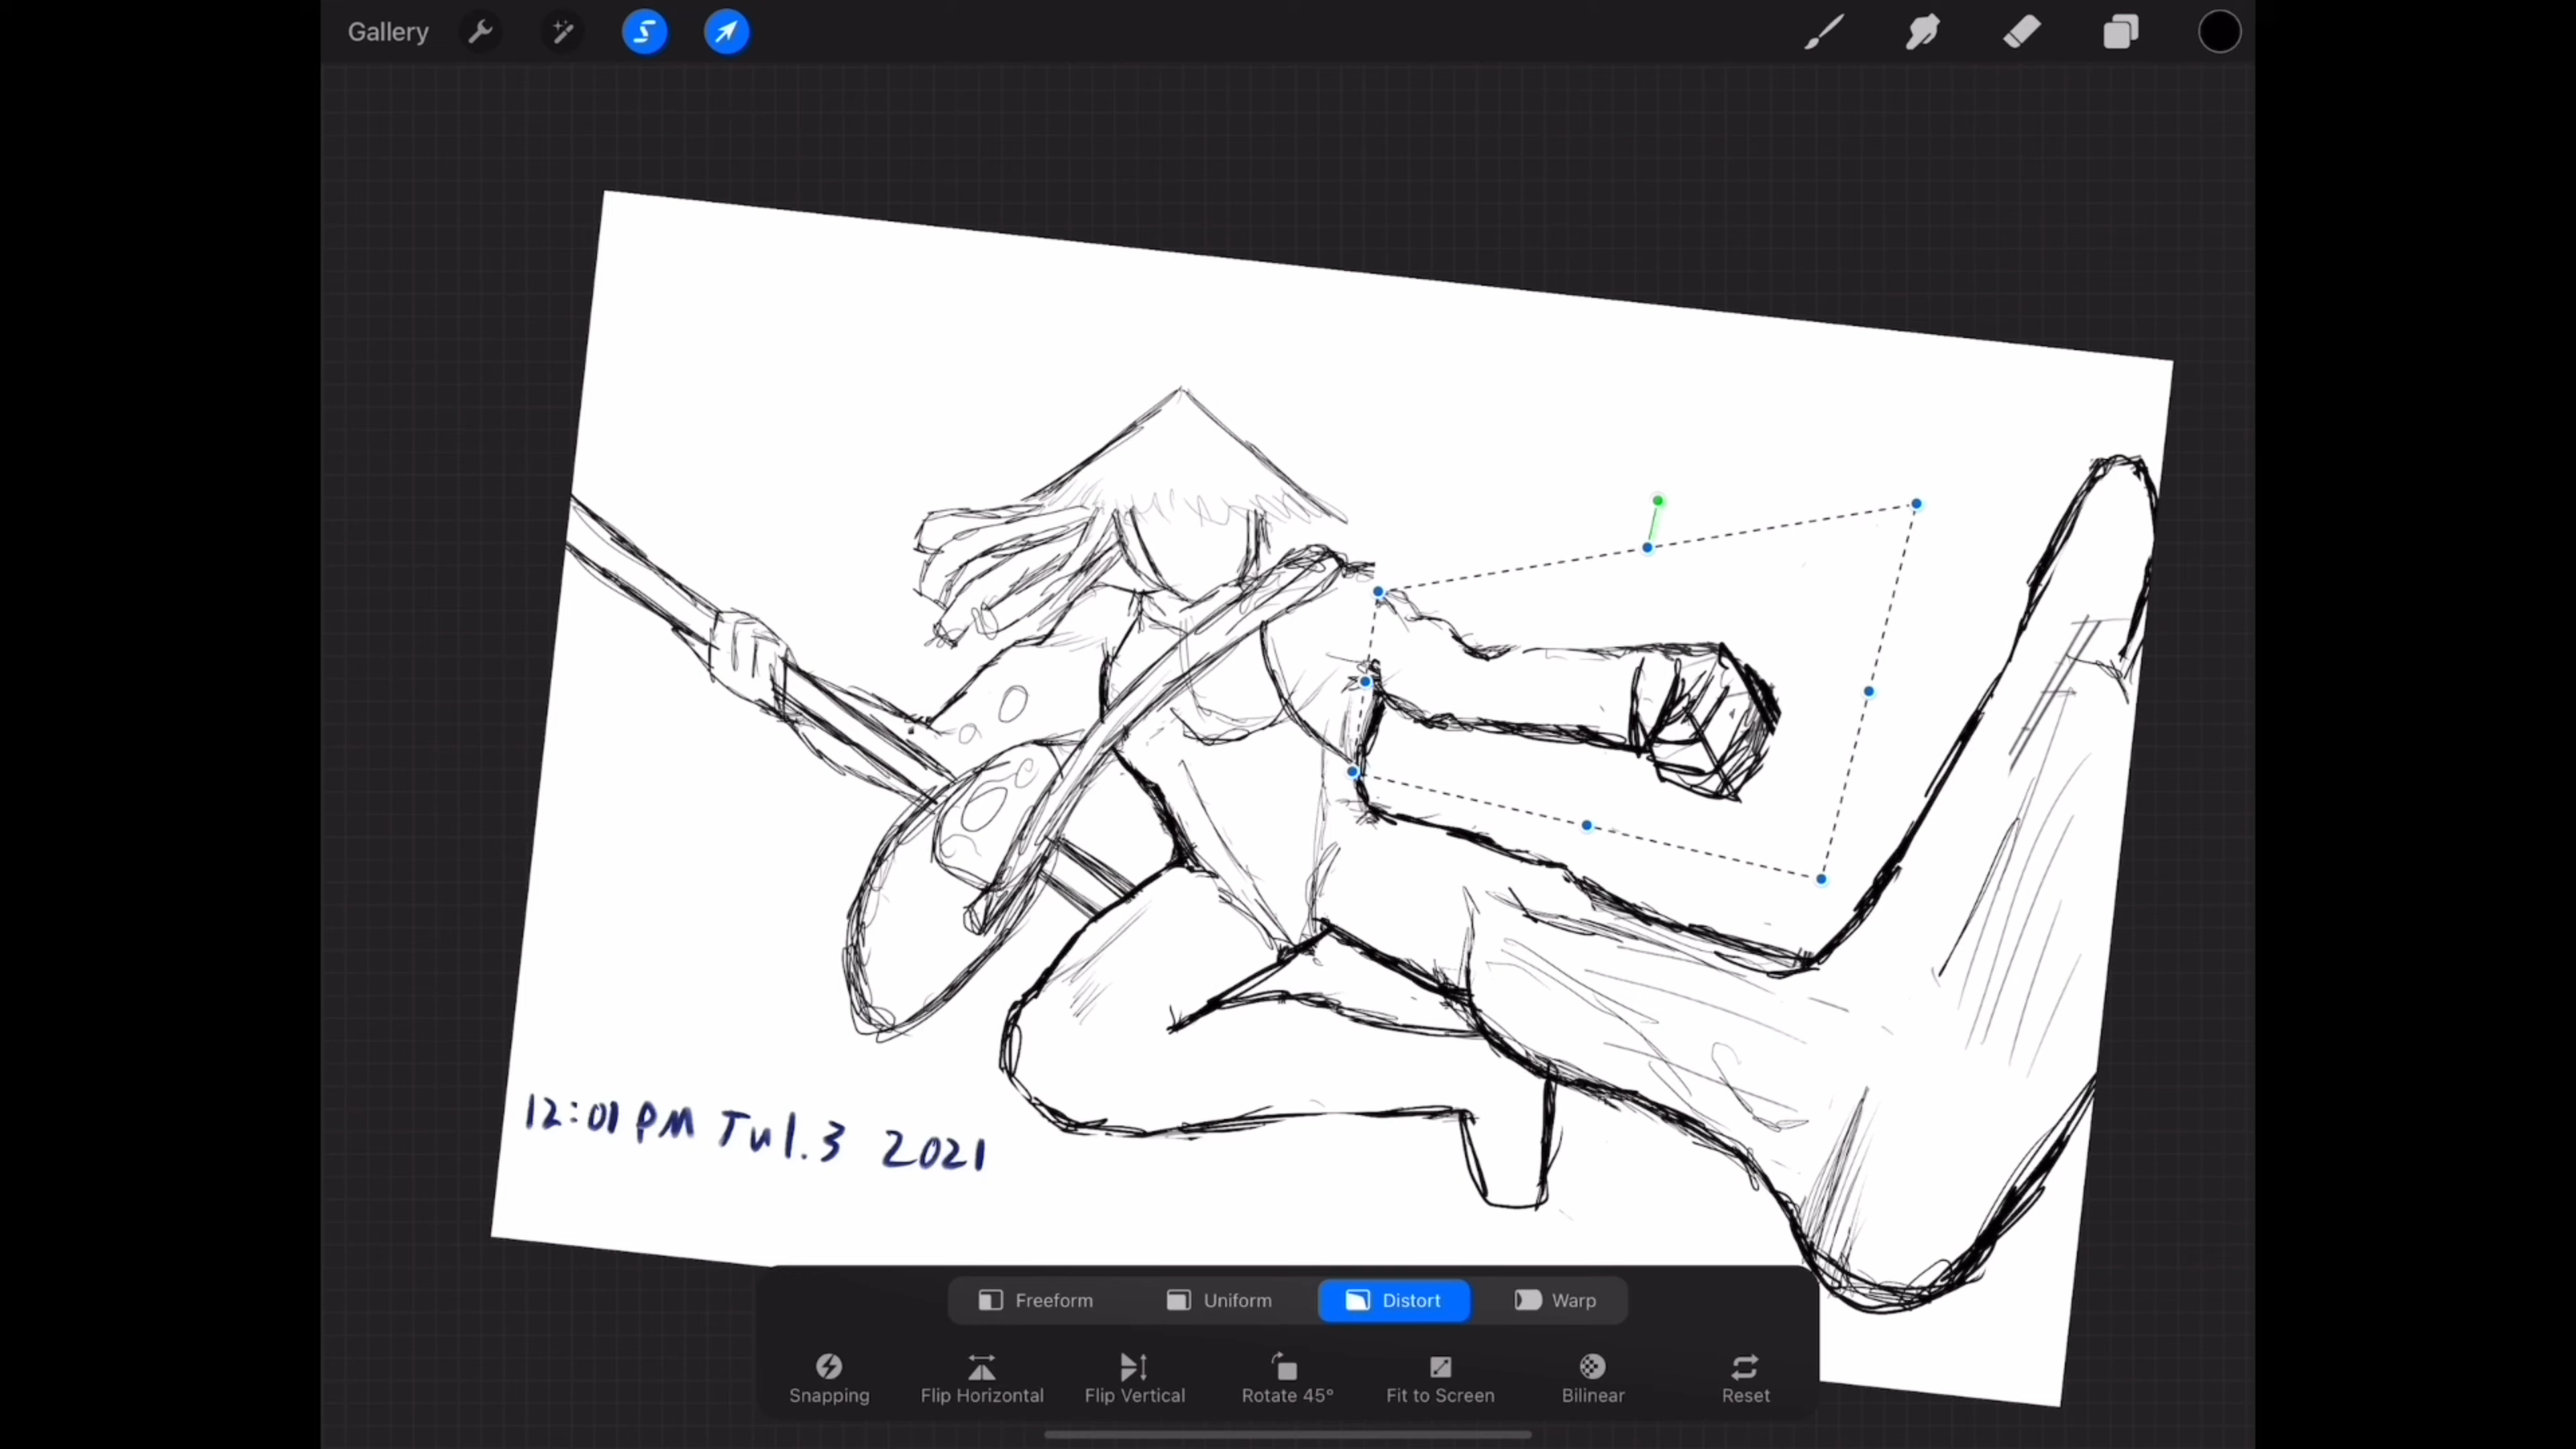 Gallery
12:01 PM Jul. 3 2021
Freeform Uniform Distort Warp
Snapping Flip Horizontal Flip Vertical Rotate 45° Fit to Screen Bilinear Reset